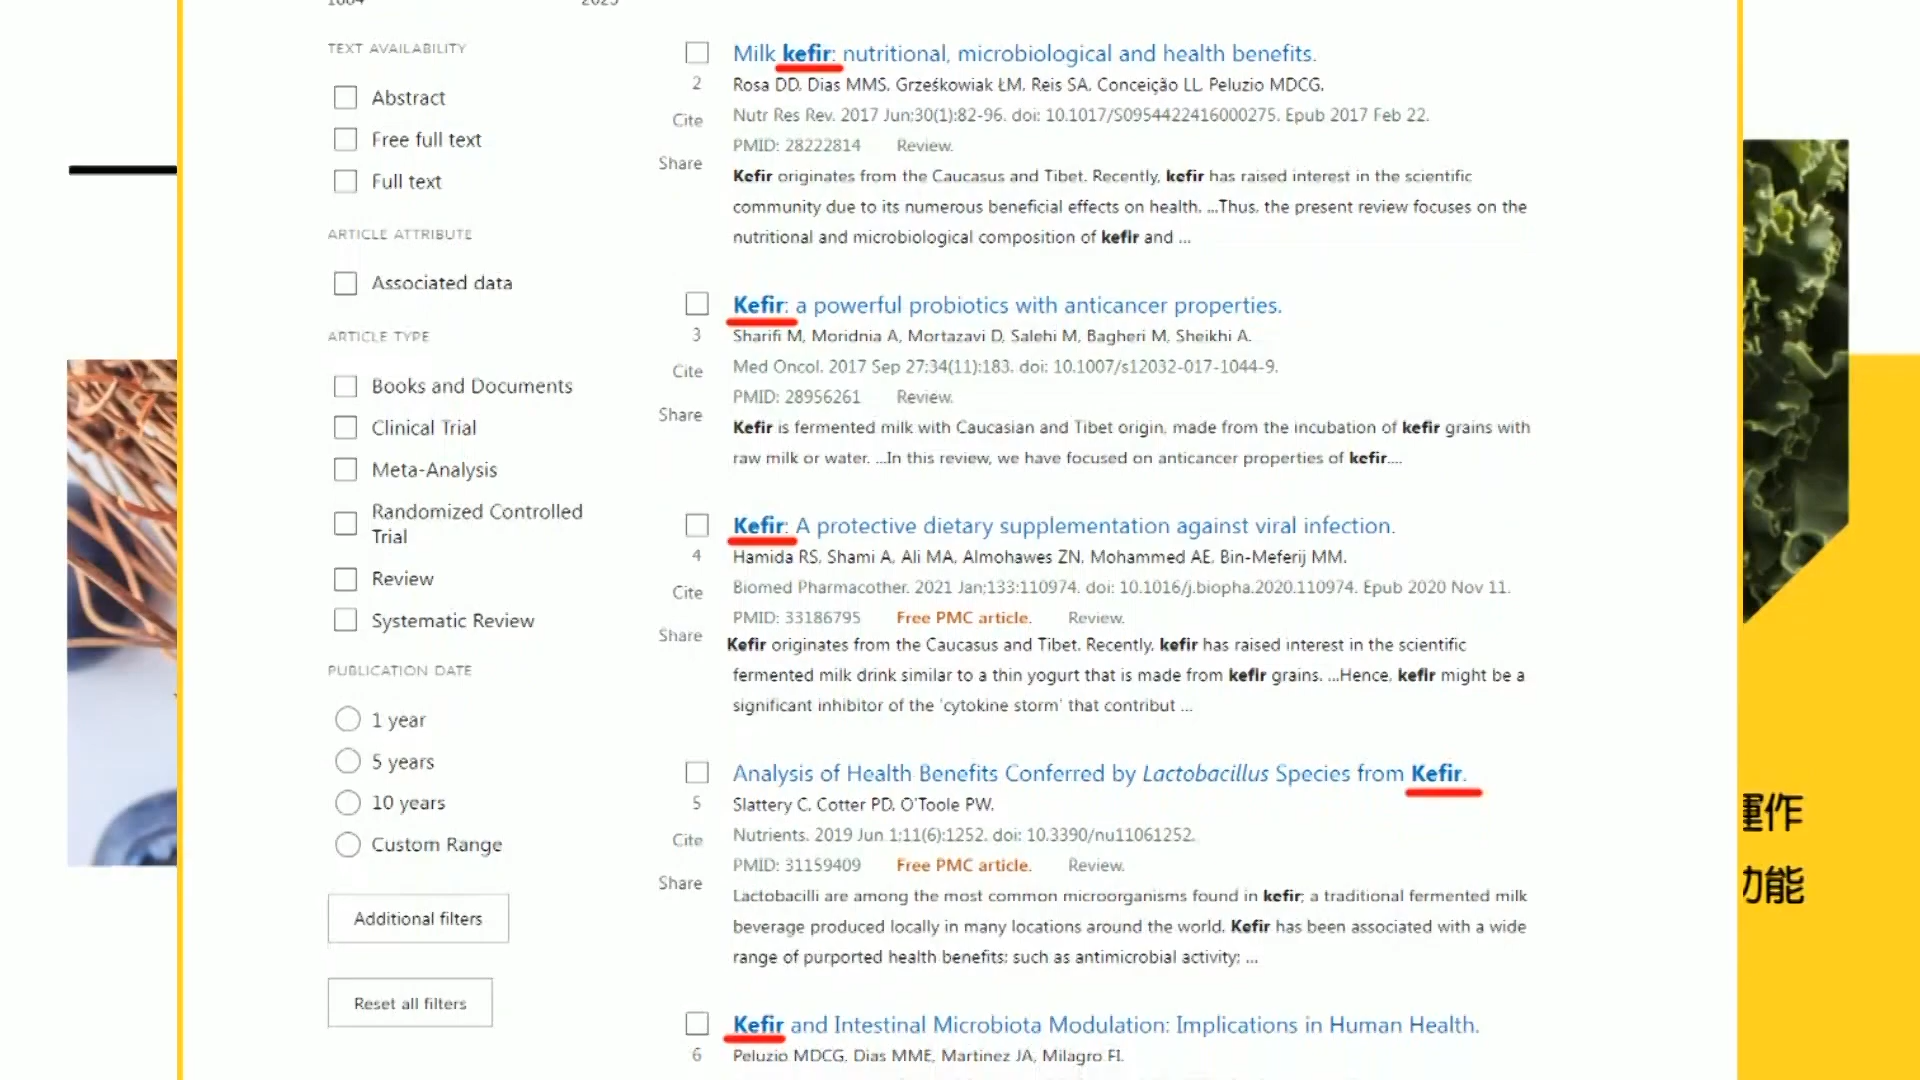 TEXT AVAILABILITY
Abstract
Free full text
Full text
ARTICLE ATTRIBUTE
Associated data
ARTICLE TYPE
Books and Documents
Clinical Trial
Meta-Analysis
Randomized Controlled
Trial
Review
Systematic Review
PUBLICATION DATE
1 year
5 years
10 years
Custom Range
Additional filters
Reset all filters
Milk kefir: nutritional, microbiological and health benefits.
2
Rosa DD, Dias MMS, Grześkowiak ŁM, Reis SA, Conceição LL, Peluzio MDCG.
Cite
Nutr Res Rev. 2017 Jun;30(1):82-96. doi: 10.1017/S0954422416000275. Epub 2017 Feb 22.
PMID: 28222814 Review.
Share
Kefir originates from the Caucasus and Tibet. Recently, kefir has raised interest in the scientific
community due to its numerous beneficial effects on health. ...Thus, the present review focuses on the
nutritional and microbiological composition of kefir and ...
Kefir: a powerful probiotics with anticancer properties.
3
Sharifi M, Moridnia A, Mortazavi D, Salehi M, Bagheri M, Sheikhi A.
Cite
Med Oncol. 2017 Sep 27;34(11):183. doi: 10.1007/s12032-017-1044-9.
PMID: 28956261 Review.
Share
Kefir is fermented milk with Caucasian and Tibet origin, made from the incubation of kefir grains with
raw milk or water. ...In this review, we have focused on anticancer properties of kefir....
Kefir: A protective dietary supplementation against viral infection.
4
Hamida RS, Shami A, Ali MA, Almohawes ZN, Mohammed AE, Bin-Meferij MM.
Cite
Biomed Pharmacother. 2021 Jan;133:110974. doi: 10.1016/j.biopha.2020.110974. Epub 2020 Nov 11.
PMID: 33186795 Free PMC article. Review.
Share
Kefir originates from the Caucasus and Tibet. Recently, kefir has raised interest in the scientific
fermented milk drink similar to a thin yogurt that is made from kefir grains. ...Hence, kefir might be a
significant inhibitor of the 'cytokine storm' that contribut ...
Analysis of Health Benefits Conferred by Lactobacillus Species from Kefir.
5
Slattery C, Cotter PD, O'Toole PW.
Cite
Nutrients. 2019 Jun 1;11(6):1252. doi: 10.3390/nu11061252.
PMID: 31159409 Free PMC article. Review.
Share
Lactobacilli are among the most common microorganisms found in kefir; a traditional fermented milk
beverage produced locally in many locations around the world. Kefir has been associated with a wide
range of purported health benefits; such as antimicrobial activity; ...
Kefir and Intestinal Microbiota Modulation: Implications in Human Health.
6
Peluzio MDCG, Dias MME, Martinez JA, Milagro FI.
運作
功能